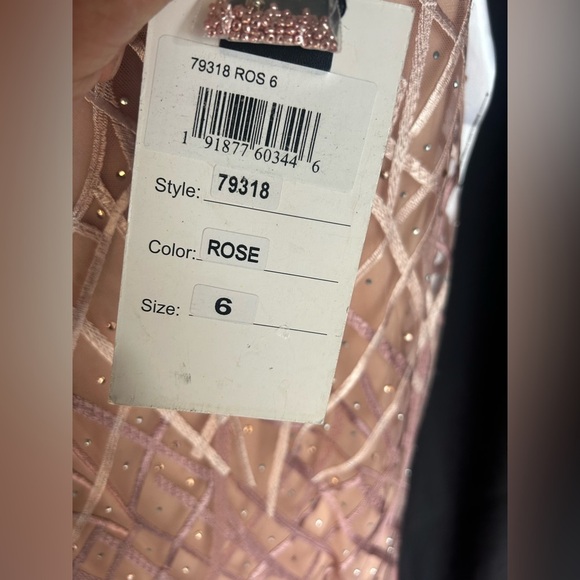 79318 ROS 6
1 91877 60344 6
Style: 79318
Color: ROSE
Size: 6